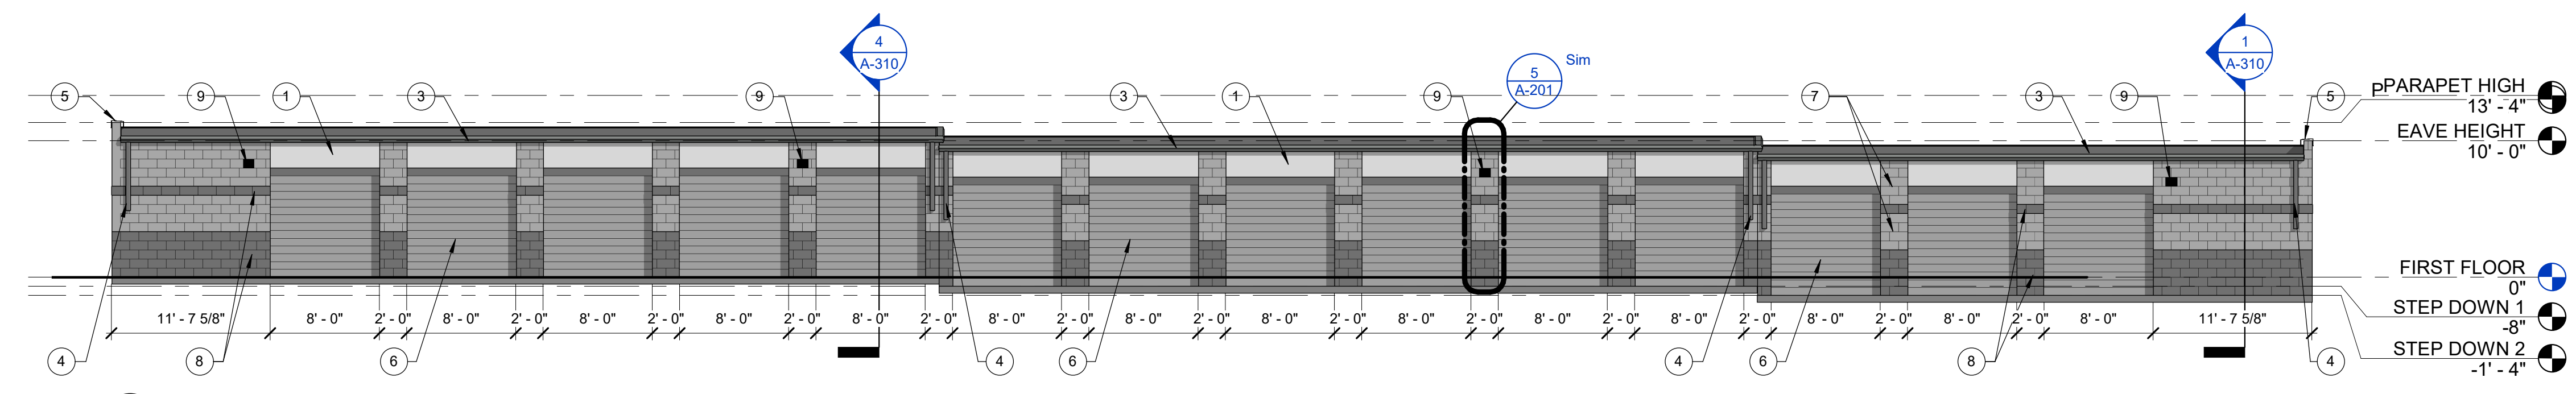 4
A-310
5
A-201
Sim
1
A-310
5
9
1
3
9
3
1
9
7
3
9
5
PARAPET HIGH
13' - 4"
EAVE HEIGHT
10' - 0"
FIRST FLOOR
0"
STEP DOWN 1
-8"
STEP DOWN 2
-1' - 4"
11' - 7 5/8" 8' - 0" 2' - 0" 8' - 0" 2' - 0" 8' - 0" 2' - 0" 8' - 0" 2' - 0" 8' - 0" 2' - 0" 8' - 0" 2' - 0" 8' - 0" 2' - 0" 8' - 0" 2' - 0" 8' - 0" 2' - 0" 8' - 0" 2' - 0" 8' - 0" 2' - 0" 8' - 0" 2' - 0" 8' - 0" 2' - 0" 8' - 0" 11' - 7 5/8"
4
8
6
4
6
4
6
8
4